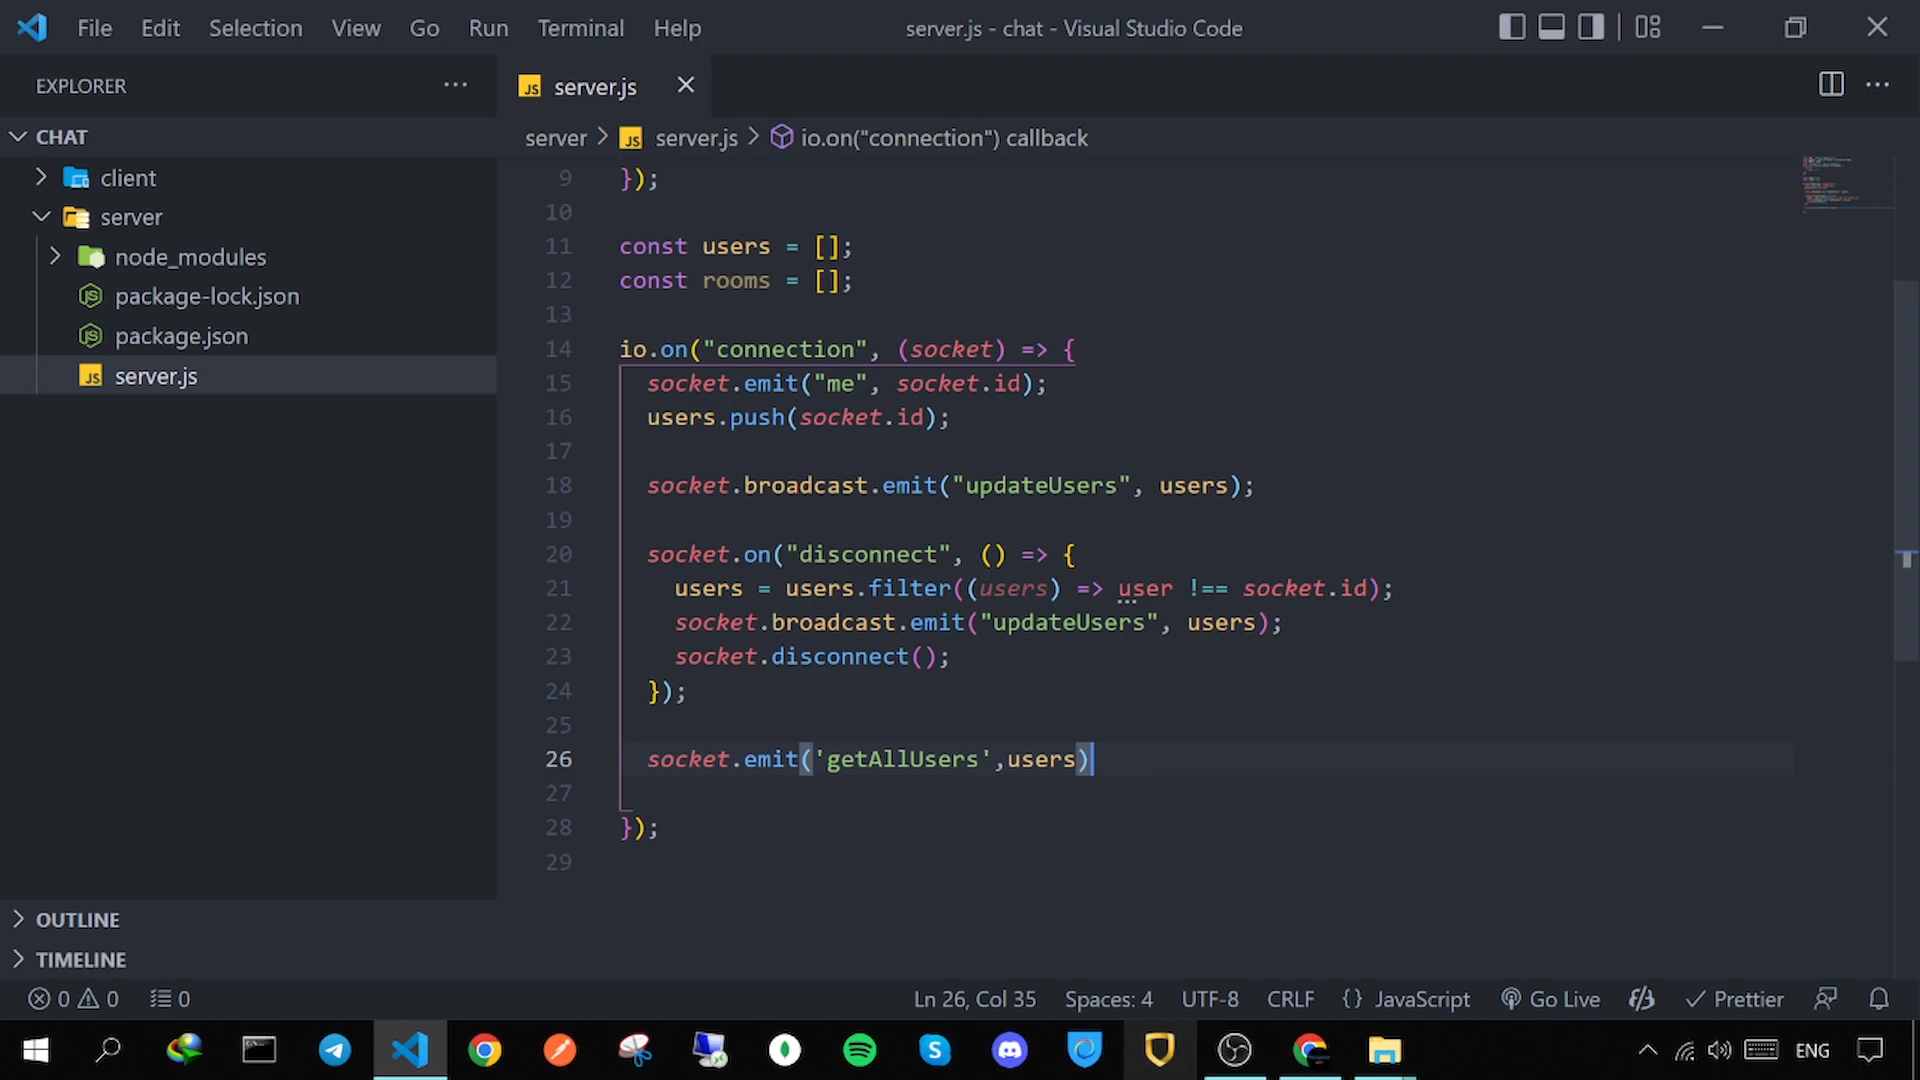 File Edit Selection View Go Run Terminal Help
server.js - chat - Visual Studio Code
EXPLORER
JS server.js
CHAT
server > JS server.js > io.on("connection") callback
client
server
node_modules
package-lock.json
package.json
JS server.js
9 });
10
11 const users = [];
12 const rooms = [];
13
14 io.on("connection", (socket) => {
15 socket.emit("me", socket.id);
16 users.push(socket.id);
17
18 socket.broadcast.emit("updateUsers", users);
19
20 socket.on("disconnect", () => {
21 users = users.filter((users) => user !== socket.id);
22 socket.broadcast.emit("updateUsers", users);
23 socket.disconnect();
24 });
25
26 socket.emit('getAllUsers',users)
27
28 });
29
OUTLINE
TIMELINE
0 0 0
Ln 26, Col 35 Spaces: 4 UTF-8 CRLF {} JavaScript Go Live Prettier
ENG